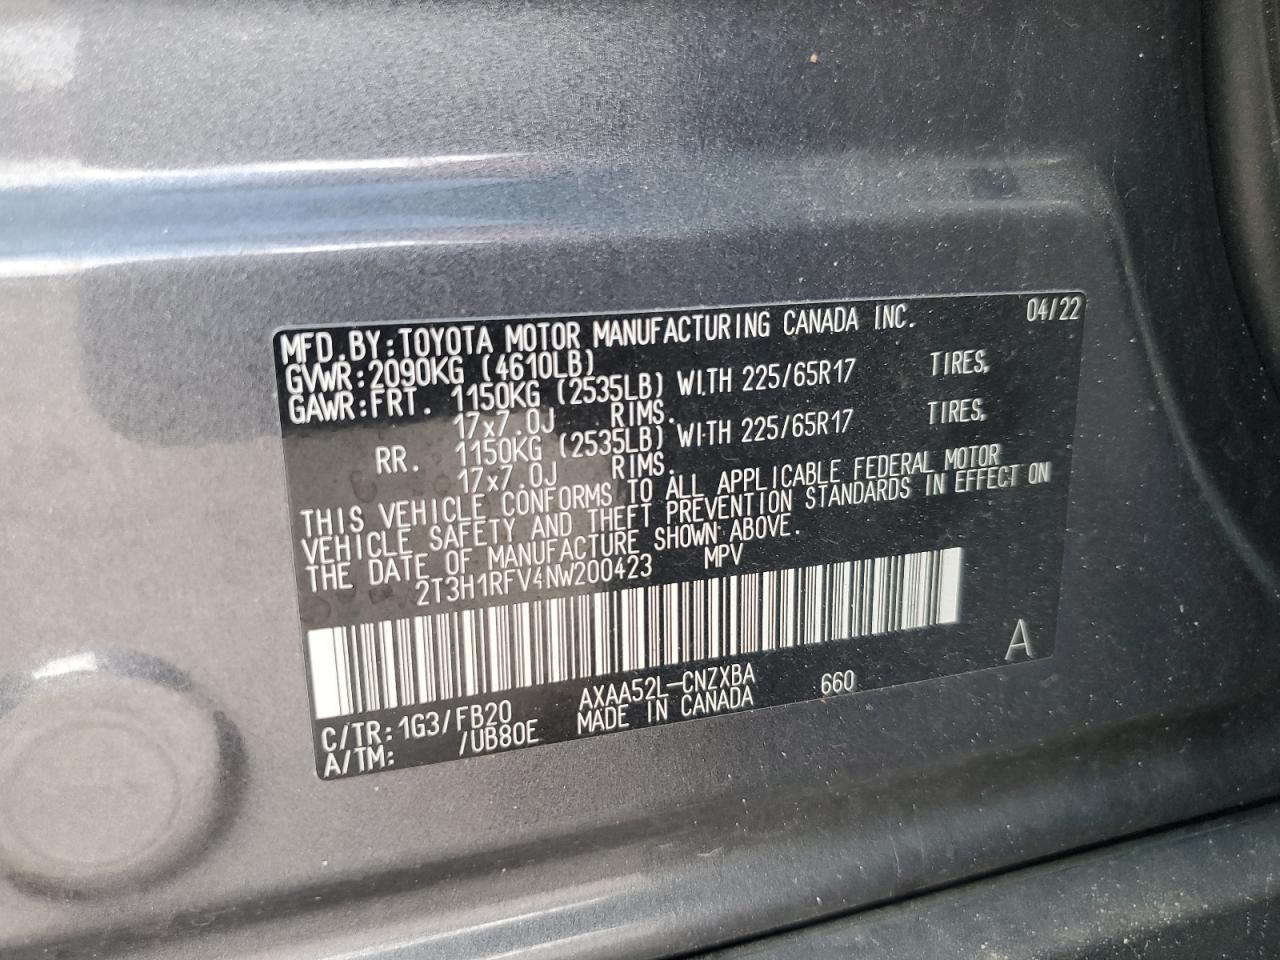 MFD.BY:TOYOTA MOTOR MANUFACTURING CANADA INC. 04/22
GVWR:2090KG (4610LB)
GAWR:FRT. 1150KG (2535LB) WITH 225/65R17 TIRES,
17x7.0J RIMS.
RR. 1150KG (2535LB) WITH 225/65R17 TIRES,
17x7.0J RIMS.
THIS VEHICLE CONFORMS TO ALL APPLICABLE FEDERAL MOTOR
VEHICLE SAFETY AND THEFT PREVENTION STANDARDS IN EFFECT ON
THE DATE OF MANUFACTURE SHOWN ABOVE.
2T3H1RFV4NW200423 MPV
A
C/TR:1G3/FB20 AXAA52L-CNZXBA 660
A/TM: /UB80E MADE IN CANADA